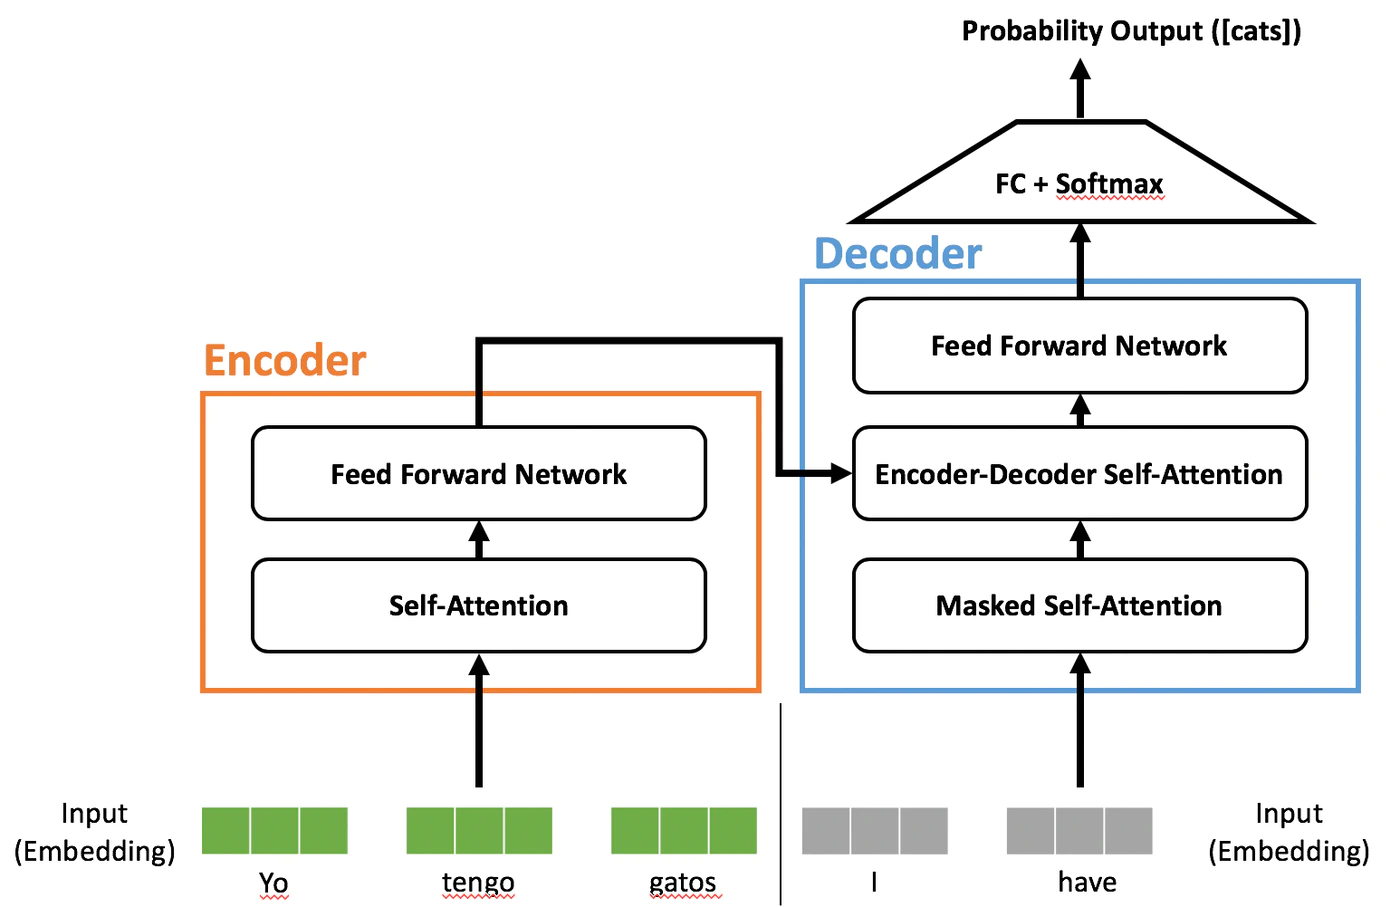 Probability Output ([cats])
FC + Softmax
Decoder
Feed Forward Network
Encoder-Decoder Self-Attention
Masked Self-Attention
Encoder
Feed Forward Network
Self-Attention
Input
(Embedding)
Yo tengo gatos
I have
Input
(Embedding)